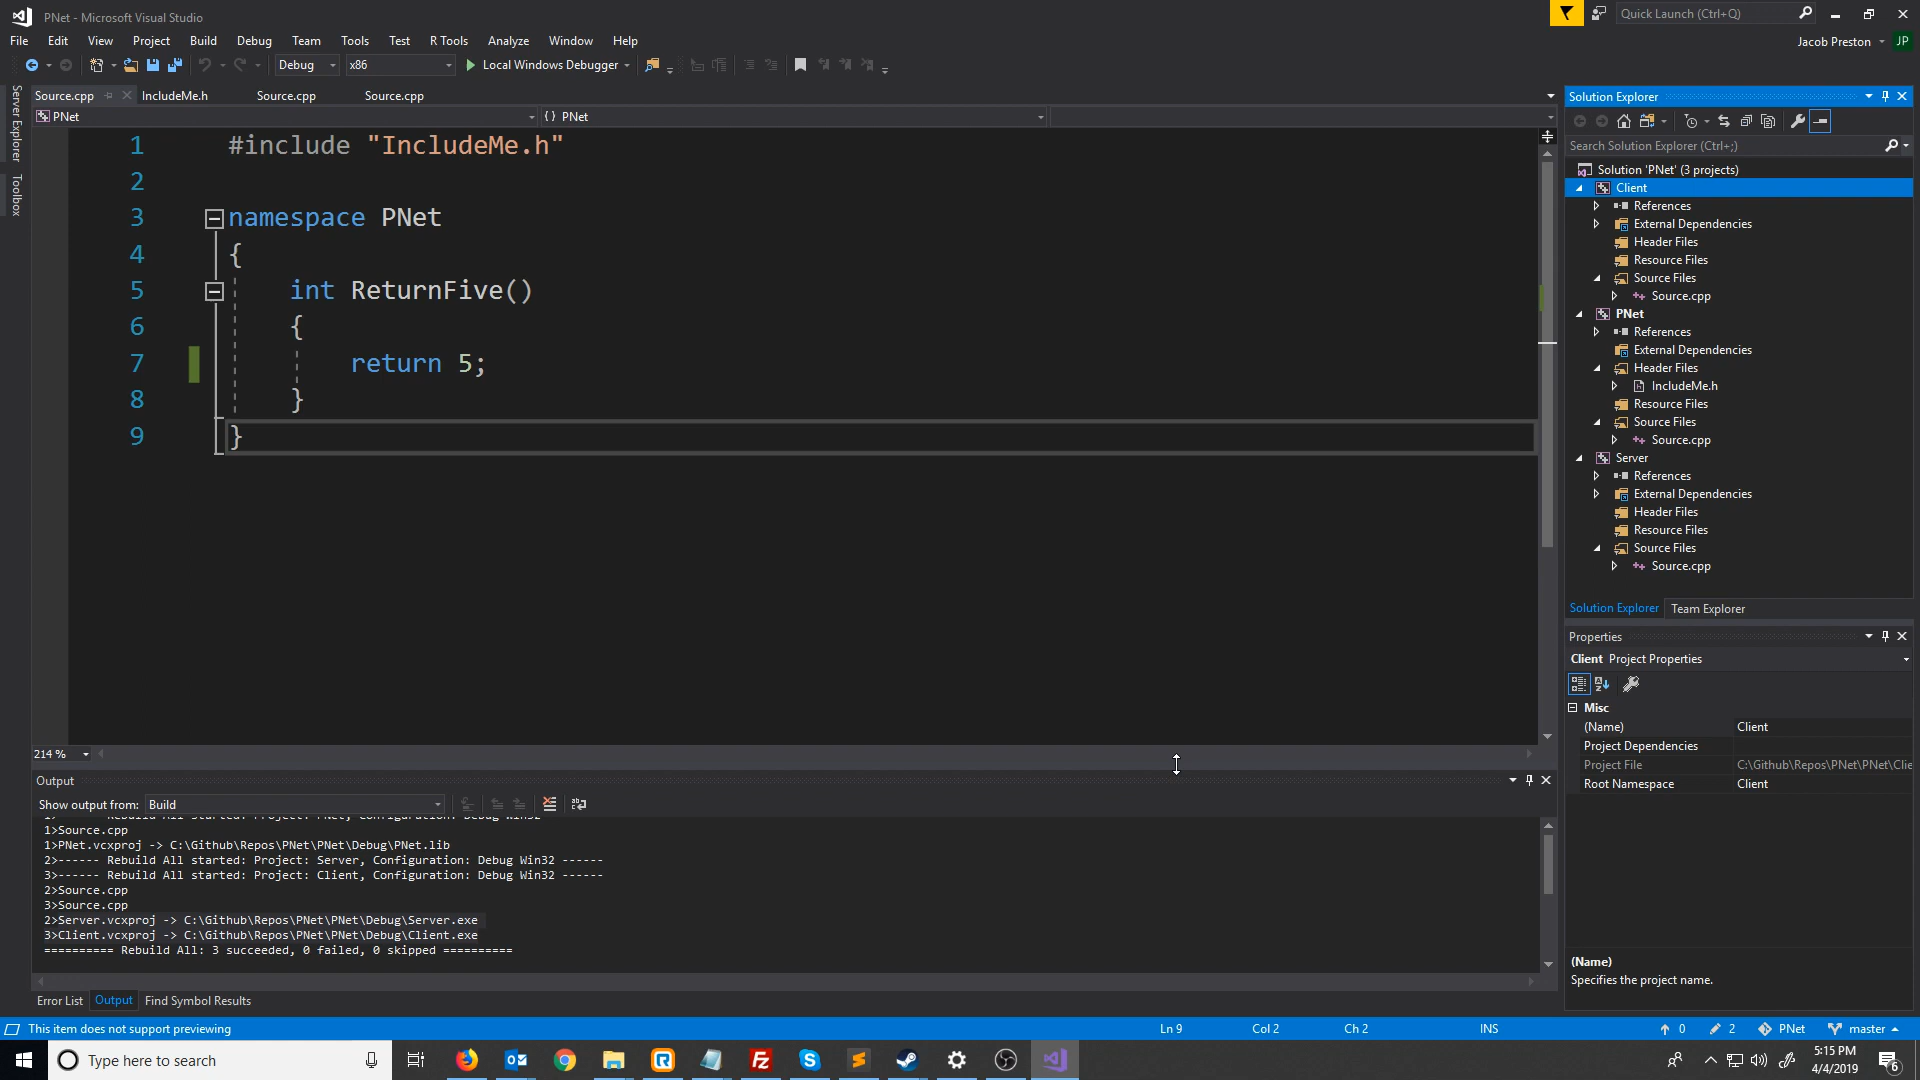 PNet - Microsoft Visual Studio
Quick Launch (Ctrl+Q)
File Edit View Project Build Debug Team Tools Test R Tools Analyze Window Help
Jacob Preston JP
Debug x86 Local Windows Debugger
Server Explorer
Toolbox
Source.cpp IncludeMe.h Source.cpp Source.cpp
PNet {} PNet
1 #include "IncludeMe.h"
2
3 namespace PNet
4 {
5 int ReturnFive()
6 {
7 return 5;
8 }
9 }
214 %
Output
Show output from: Build
1>Source.cpp
1>PNet.vcxproj -> C:\Github\Repos\PNet\PNet\Debug\PNet.lib
2>------ Rebuild All started: Project: Server, Configuration: Debug Win32 ------
3>------ Rebuild All started: Project: Client, Configuration: Debug Win32 ------
2>Source.cpp
3>Source.cpp
2>Server.vcxproj -> C:\Github\Repos\PNet\PNet\Debug\Server.exe
3>Client.vcxproj -> C:\Github\Repos\PNet\PNet\Debug\Client.exe
========== Rebuild All: 3 succeeded, 0 failed, 0 skipped ==========
Error List Output Find Symbol Results
Solution Explorer
Search Solution Explorer (Ctrl+;)
Solution 'PNet' (3 projects)
Client
References
External Dependencies
Header Files
Resource Files
Source Files
Source.cpp
PNet
References
External Dependencies
Header Files
IncludeMe.h
Resource Files
Source Files
Source.cpp
Server
References
External Dependencies
Header Files
Resource Files
Source Files
Source.cpp
Solution Explorer Team Explorer
Properties
Client Project Properties
Misc
(Name) Client
Project Dependencies
Project File C:\Github\Repos\PNet\PNet\Clie
Root Namespace Client
(Name)
Specifies the project name.
This item does not support previewing Ln 9 Col 2 Ch 2 INS 0 2 PNet master
Type here to search
5:15 PM
4/4/2019
6